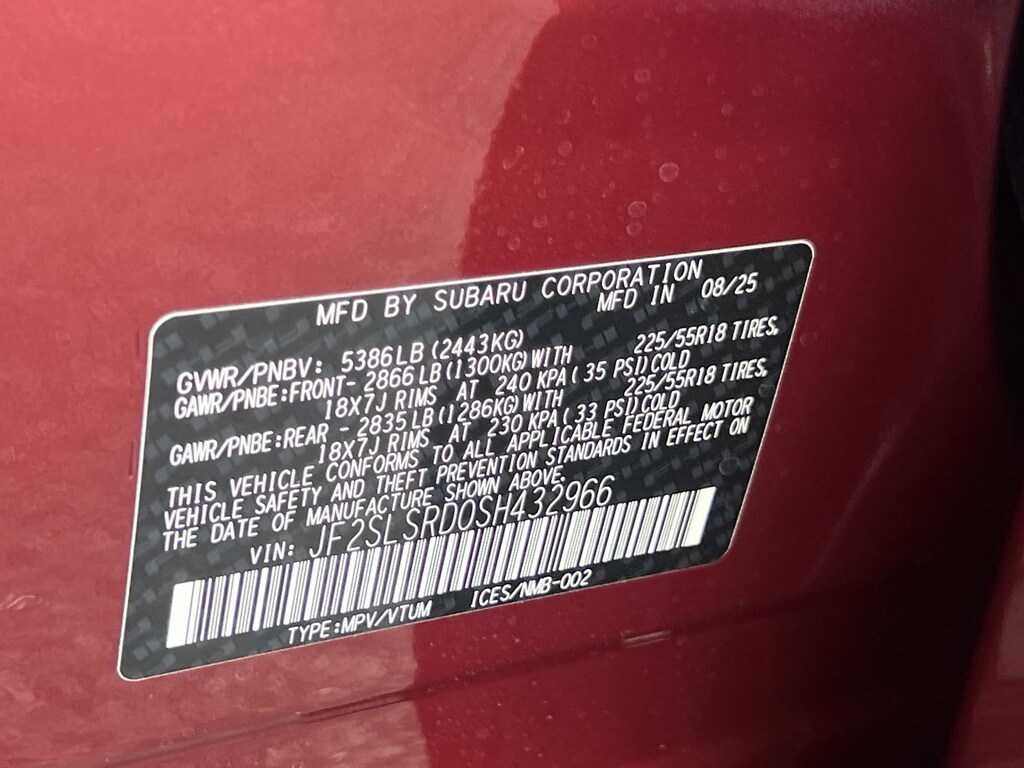 MFD BY SUBARU CORPORATION
MFD IN 08/25
GVWR/PNBV: 5386LB (2443KG)
GAWR/PNBE:FRONT- 2866 LB (1300KG) WITH 225/55R18 TIRES,
18X7J RIMS AT 240 KPA ( 35 PSI) COLD
GAWR/PNBE:REAR - 2835 LB (1286KG) WITH 225/55R18 TIRES,
18X7J RIMS AT 230 KPA ( 33 PSI) COLD
THIS VEHICLE CONFORMS TO ALL APPLICABLE FEDERAL MOTOR
VEHICLE SAFETY AND THEFT PREVENTION STANDARDS IN EFFECT ON
THE DATE OF MANUFACTURE SHOWN ABOVE.
VIN: JF2SLSRD0SH432966
TYPE:MPV/VTUM ICES/NMB-002